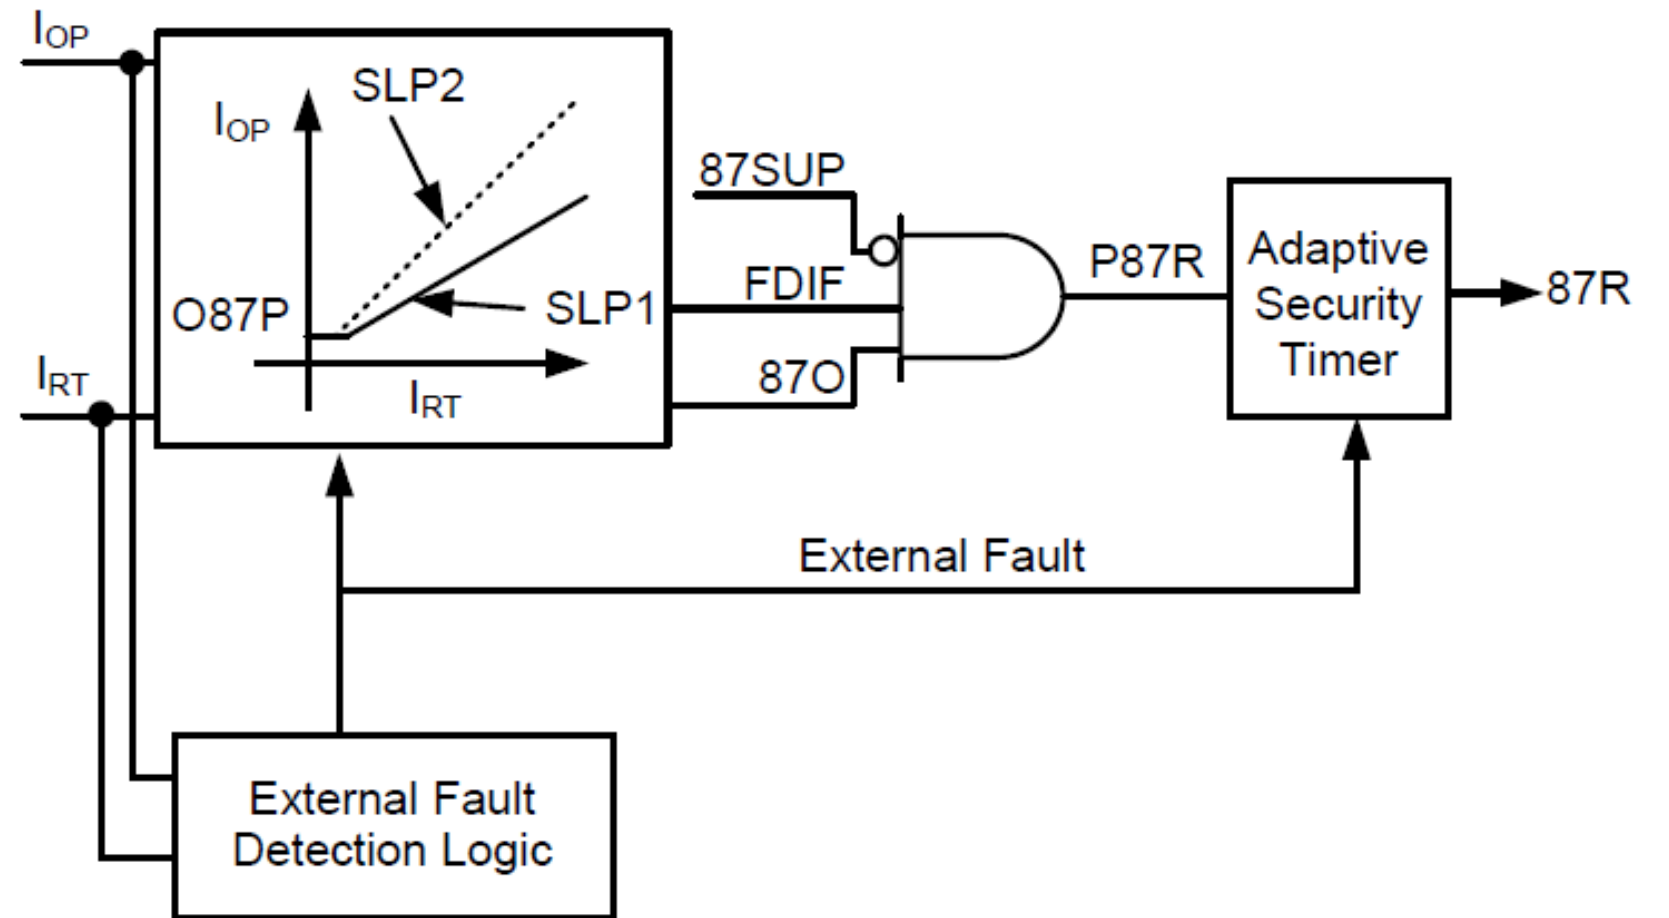 IOP
SLP2
IOP
87SUP
Adaptive
Security
Timer
P87R
87R
FDIF
O87P
SLP1
87O
IRT
IRT
External Fault
External Fault
Detection Logic